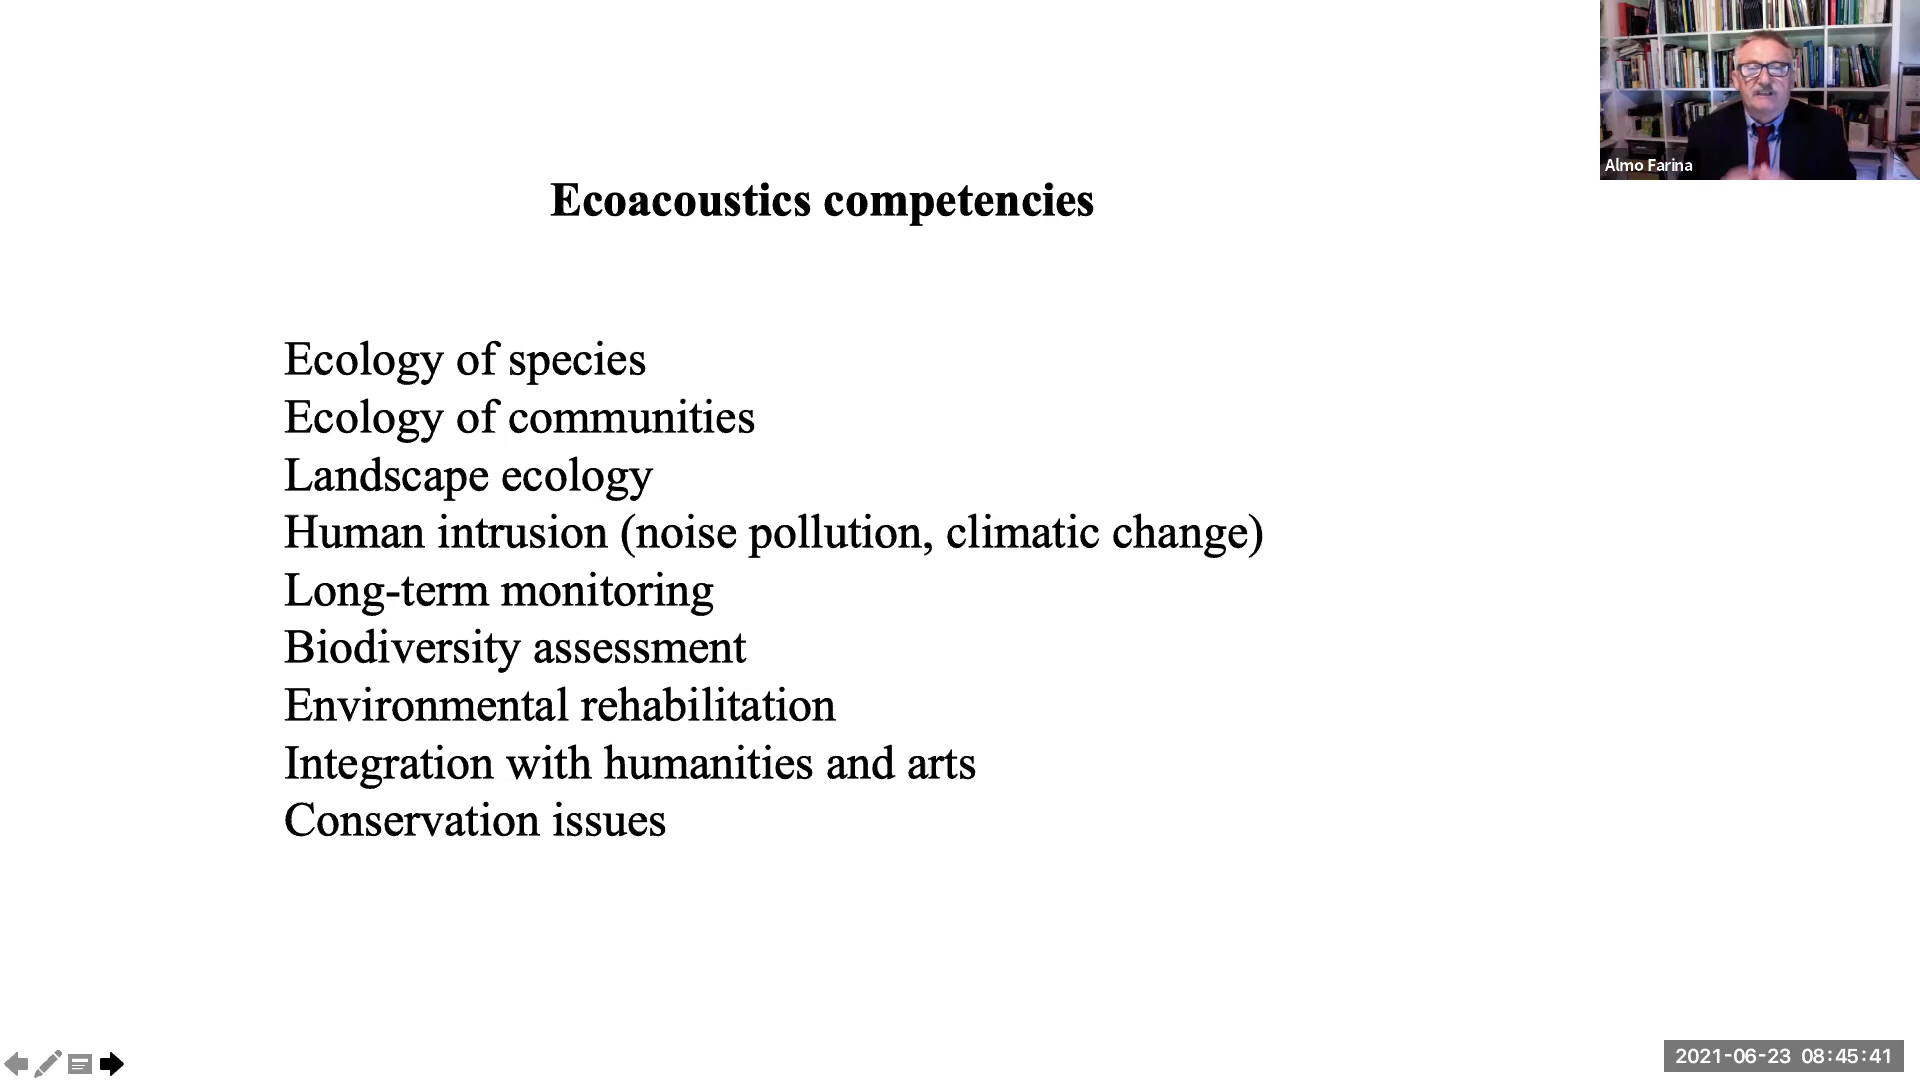 Almo Farina
Ecoacoustics competencies
Ecology of species
Ecology of communities
Landscape ecology
Human intrusion (noise pollution, climatic change)
Long-term monitoring
Biodiversity assessment
Environmental rehabilitation
Integration with humanities and arts
Conservation issues
2021-06-23 08:45:41